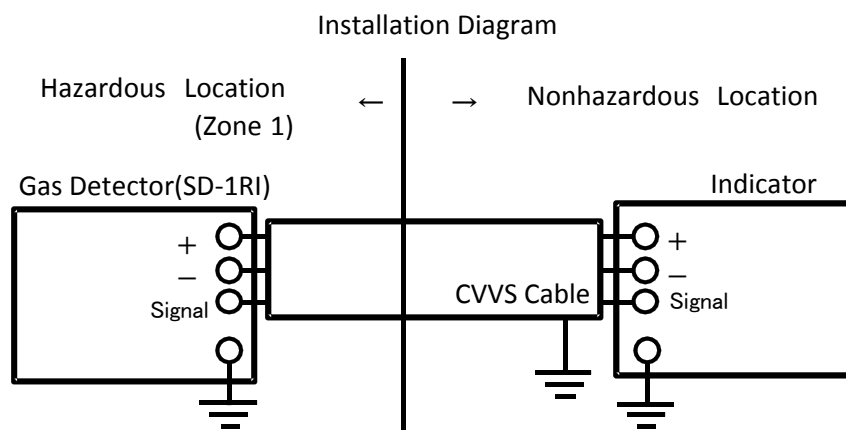 Installation Diagram
Hazardous Location
(Zone 1)
← →
Nonhazardous Location
Gas Detector(SD-1RI)
Indicator
+
−
Signal
CVVS Cable
+
−
Signal